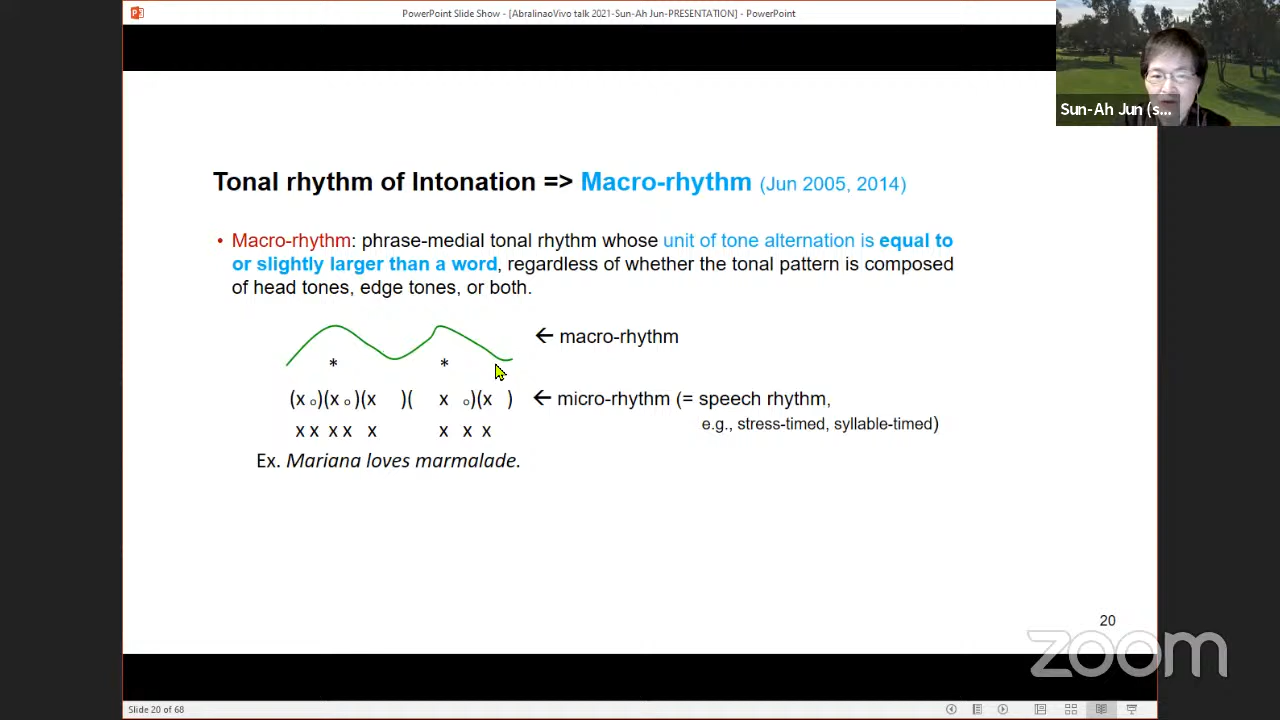 PowerPoint Slide Show - [AbralinaoVivo talk 2021-Sun-Ah Jun-PRESENTATION] - PowerPoint
Sun-Ah Jun (s...
Tonal rhythm of Intonation => Macro-rhythm (Jun 2005, 2014)
• Macro-rhythm: phrase-medial tonal rhythm whose unit of tone alternation is equal to
or slightly larger than a word, regardless of whether the tonal pattern is composed
of head tones, edge tones, or both.
← macro-rhythm
* *
(x o)(x o)(x )( x o)(x ) ← micro-rhythm (= speech rhythm,
e.g., stress-timed, syllable-timed)
x x x x x x x x
Ex. Mariana loves marmalade.
20
zoom
Slide 20 of 68